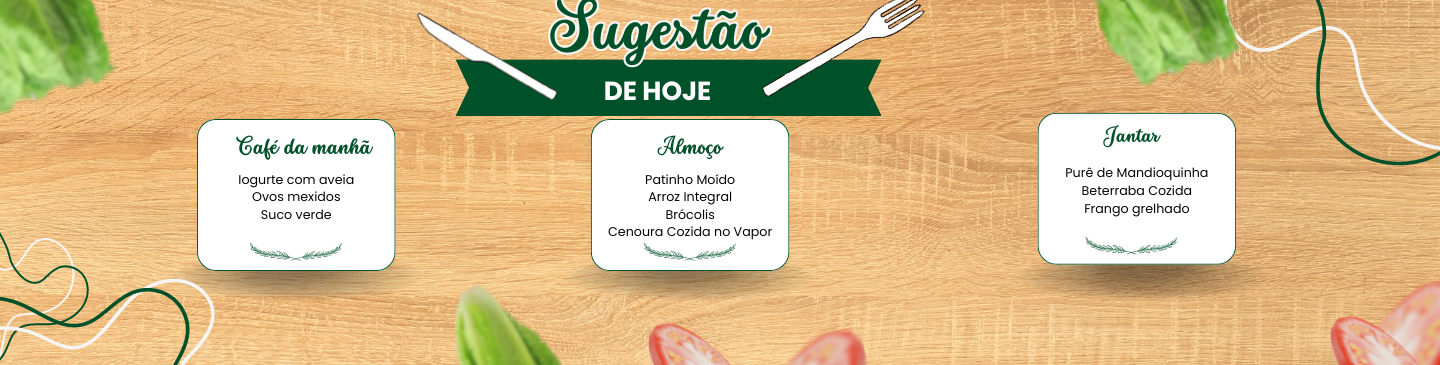 Sugestão
DE HOJE
Café da manhã
Iogurte com aveia
Ovos mexidos
Suco verde
Almoço
Patinho Moído
Arroz Integral
Brócolis
Cenoura Cozida no Vapor
Jantar
Purê de Mandioquinha
Beterraba Cozida
Frango grelhado